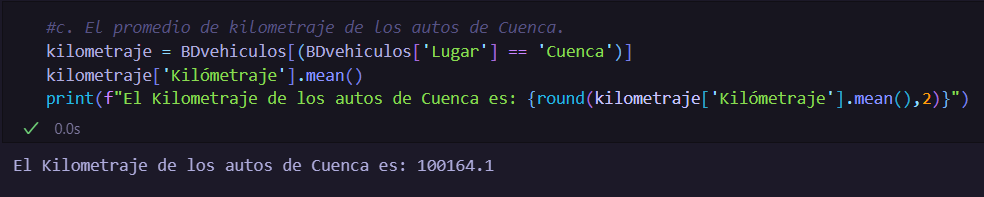 #c. El promedio de kilometraje de los autos de Cuenca.
kilometraje = BDvehiculos[(BDvehiculos['Lugar'] == 'Cuenca')]
kilometraje['Kilómetraje'].mean()
print(f"El Kilometraje de los autos de Cuenca es: {round(kilometraje['Kilómetraje'].mean(),2)}")
0.0s
El Kilometraje de los autos de Cuenca es: 100164.1